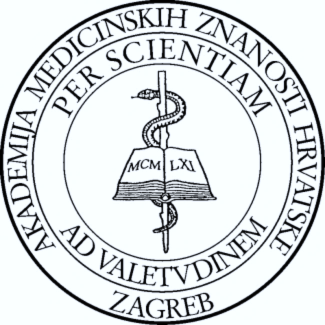 AKADEMIJA MEDICINSKIH ZNANOSTI HRVATSKE
ZAGREB
PER SCIENTIAM
AD VALETVDINEM
MCM LXI